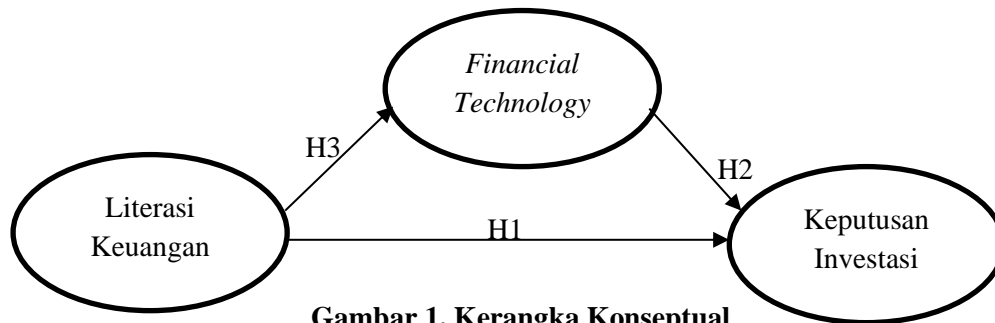 Financial
Technology
H3
H2
Literasi
Keuangan
H1
Keputusan
Investasi
Gambar 1. Kerangka Konseptual